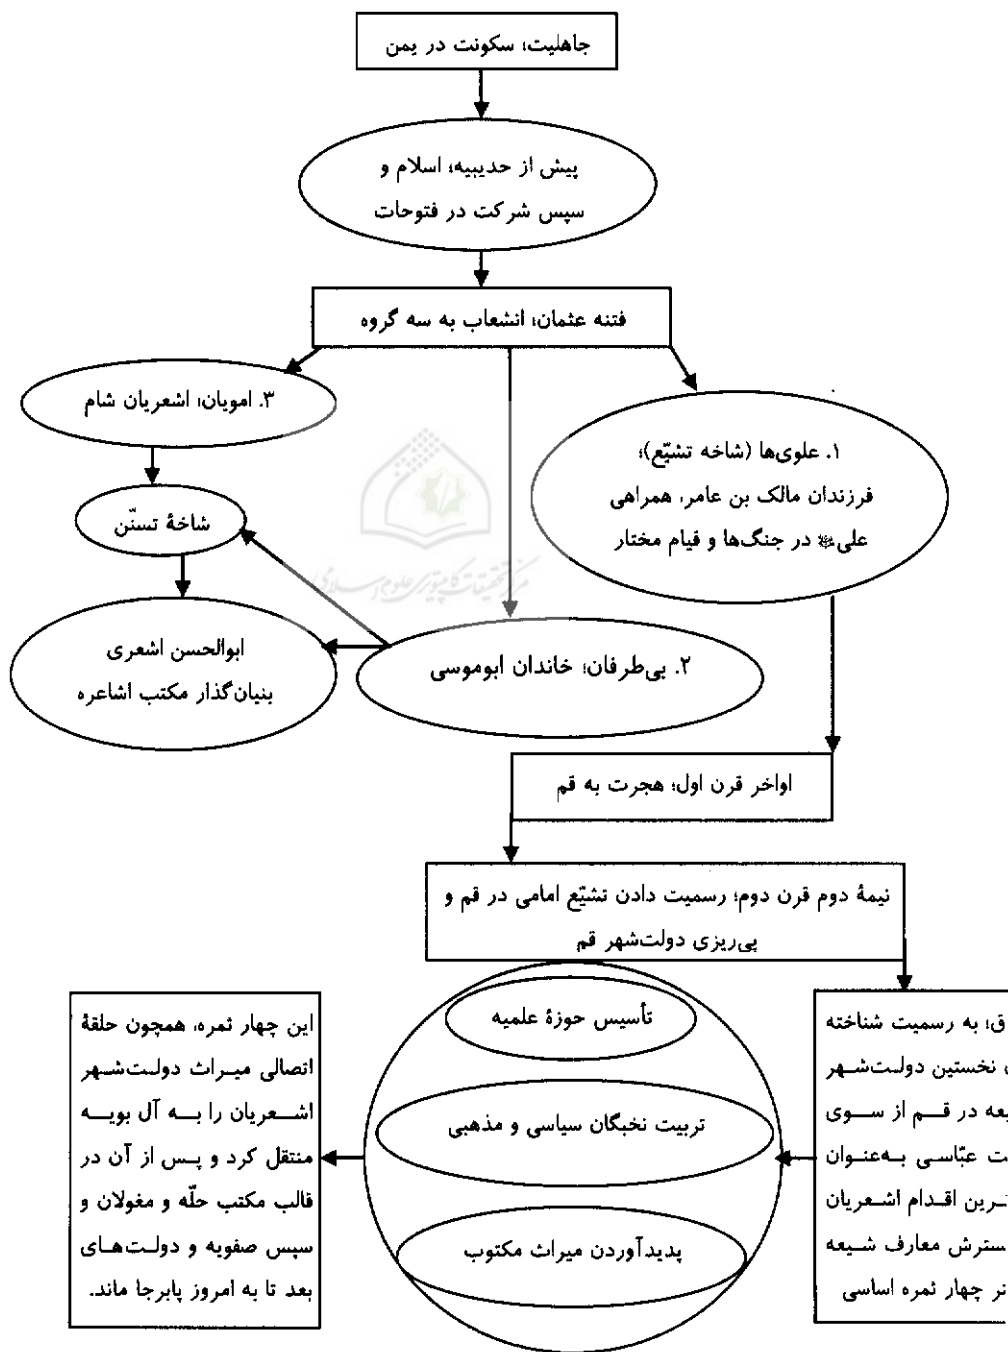 جاهلیت؛ سکونت در یمن
پیش از حدیبیه؛ اسلام و
سپس شرکت در فتوحات
فتنه عثمان؛ انشعاب به سه گروه
۱. علوی‌ها (شاخه تشیّع)؛
فرزندان مالک بن عامر، همراهی
علی﷼ در جنگ‌ها و قیام مختار
۳. امویان؛ اشعریان شام
شاخهٔ تسنّن
ابوالحسن اشعری
بنیان‌گذار مکتب اشاعره
۲. بی‌طرفان؛ خاندان ابوموسی
مرکز تحقیقات کامپیوتری علوم اسلامی
اواخر قرن اول؛ هجرت به قم
نیمهٔ دوم قرن دوم؛ رسمیت دادن تشیّع امامی در قم و
پی‌ریزی دولت‌شهر قم
ق؛ به رسمیت شناخته
نخستین دولت‌شهر
یعه در قم از سوی
ت عبّاسی به‌عنوان
ـرین اقدام اشعریان
سترش معارف شیعه
ر چهار ثمره اساسی
تأسیس حوزهٔ علمیه
تربیت نخبگان سیاسی و مذهبی
پدیدآوردن میراث مکتوب
این چهار ثمره، همچون حلقهٔ
اتصالی میراث دولت‌شهر
اشعریان را به آل بویه
منتقل کرد و پس از آن در
قالب مکتب حلّه و مغولان و
سپس صفویه و دولت‌های
بعد تا به امروز پابرجا ماند.